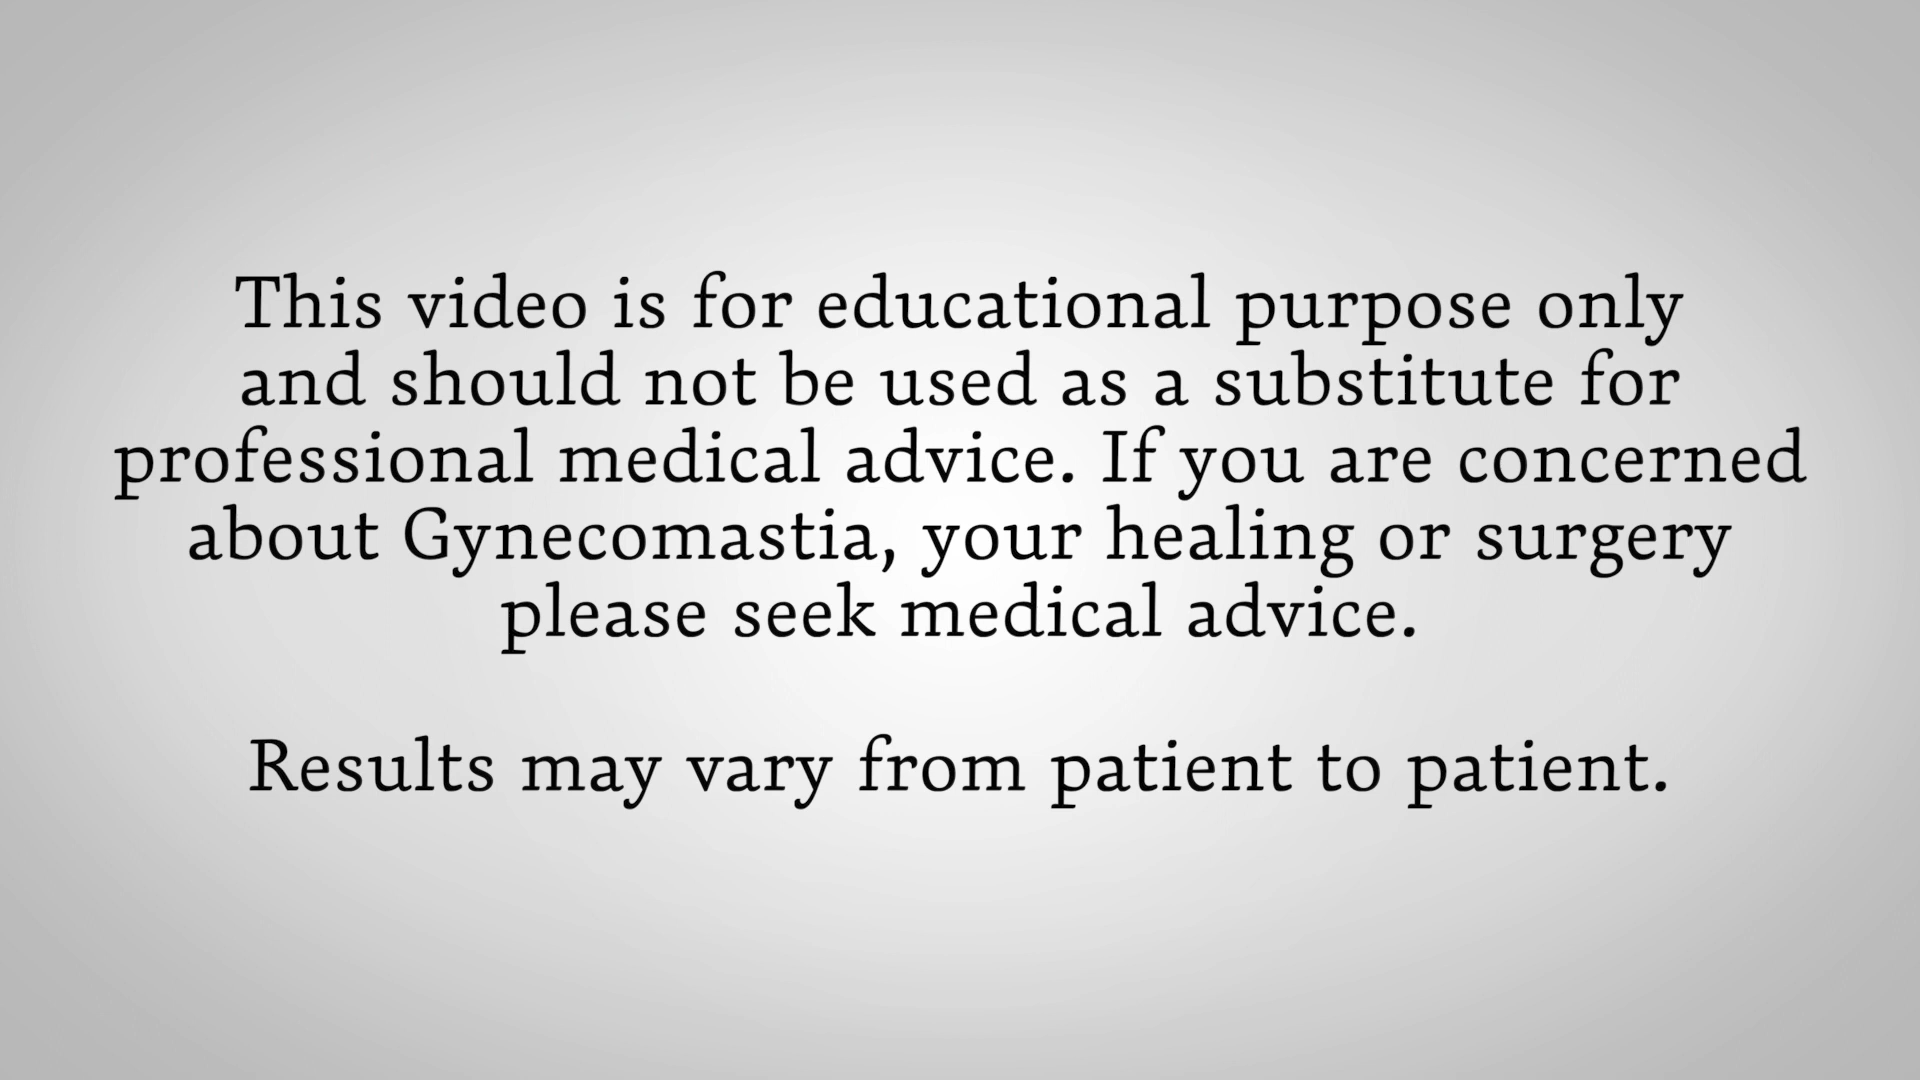 This video is for educational purpose only
and should not be used as a substitute for
professional medical advice. If you are concerned
about Gynecomastia, your healing or surgery
please seek medical advice.
Results may vary from patient to patient.